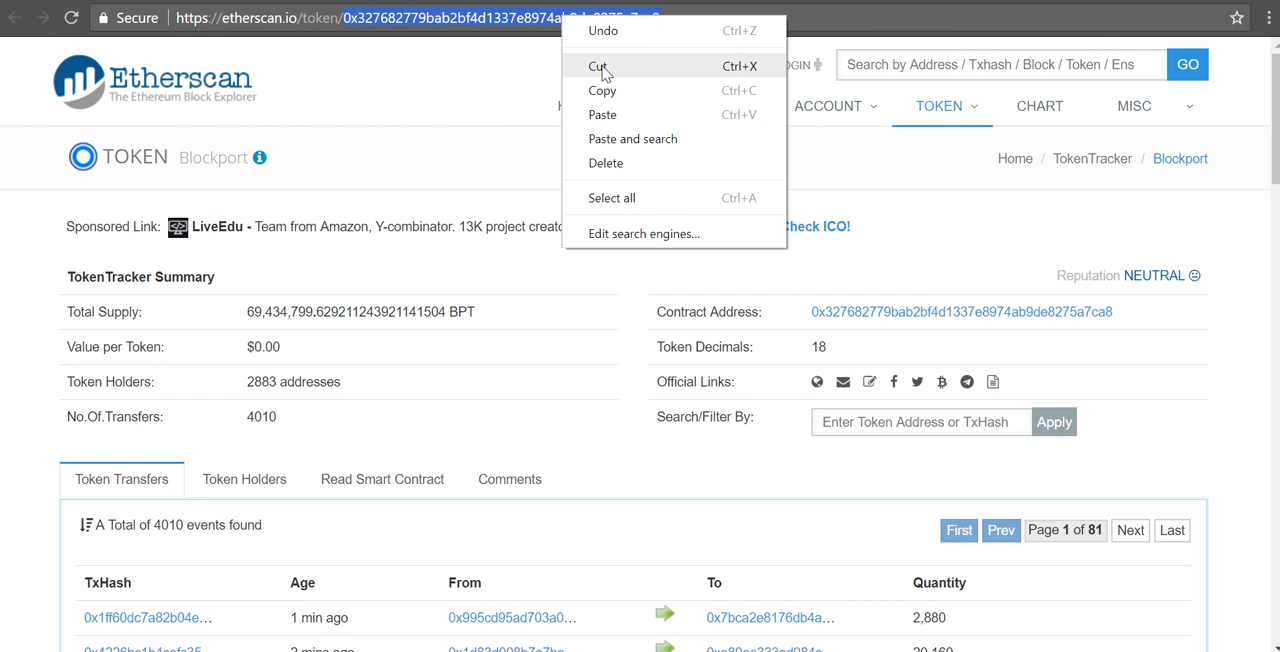 Secure https://etherscan.io/token/0x327682779bab2bf4d1337e8974ab9de8275a7ca8
Undo Ctrl+Z
Cut Ctrl+X
Copy Ctrl+C
Paste Ctrl+V
Paste and search
Delete
Select all Ctrl+A
Edit search engines...
Etherscan
The Ethereum Block Explorer
Search by Address / Txhash / Block / Token / Ens GO
ACCOUNT TOKEN CHART MISC
TOKEN Blockport
Home / TokenTracker / Blockport
Sponsored Link: LiveEdu - Team from Amazon, Y-combinator. 13K project
ICO!
TokenTracker Summary
Reputation NEUTRAL
Total Supply: 69,434,799.629211243921141504 BPT
Value per Token: $0.00
Token Holders: 2883 addresses
No.Of.Transfers: 4010
Contract Address: 0x327682779bab2bf4d1337e8974ab9de8275a7ca8
Token Decimals: 18
Official Links:
Search/Filter By: Enter Token Address or TxHash Apply
Token Transfers Token Holders Read Smart Contract Comments
A Total of 4010 events found
First Prev Page 1 of 81 Next Last
TxHash Age From To Quantity
0x1ff60dc7a82b04e... 1 min ago 0x995cd95ad703a0... 0x7bca2e8176db4a... 2,880